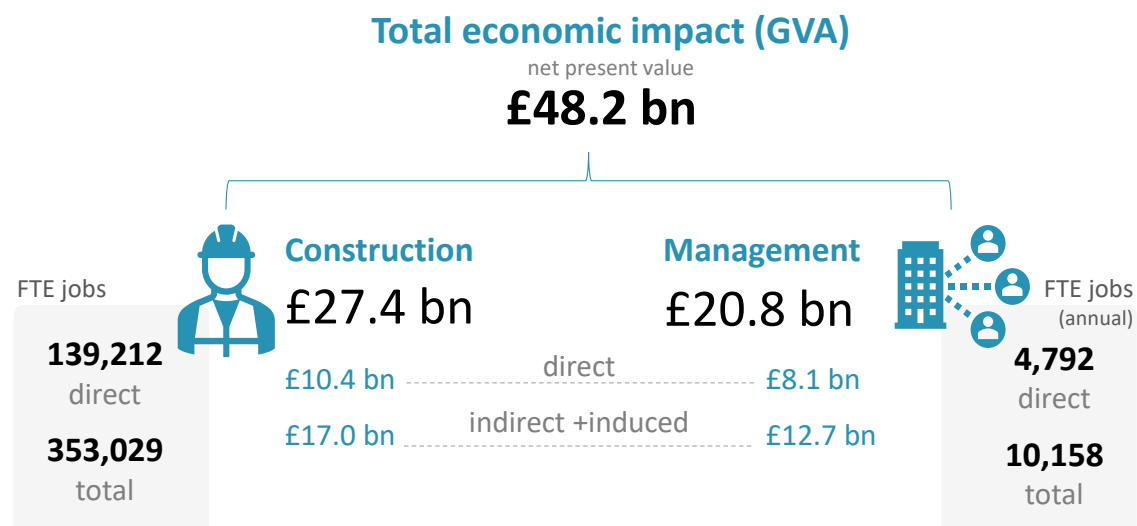 Total economic impact (GVA)
net present value
£48.2 bn
Construction
Management
£27.4 bn
£20.8 bn
FTE jobs
139,212
direct
353,029
total
£10.4 bn
direct
£8.1 bn
£17.0 bn
indirect +induced
£12.7 bn
FTE jobs
(annual)
4,792
direct
10,158
total